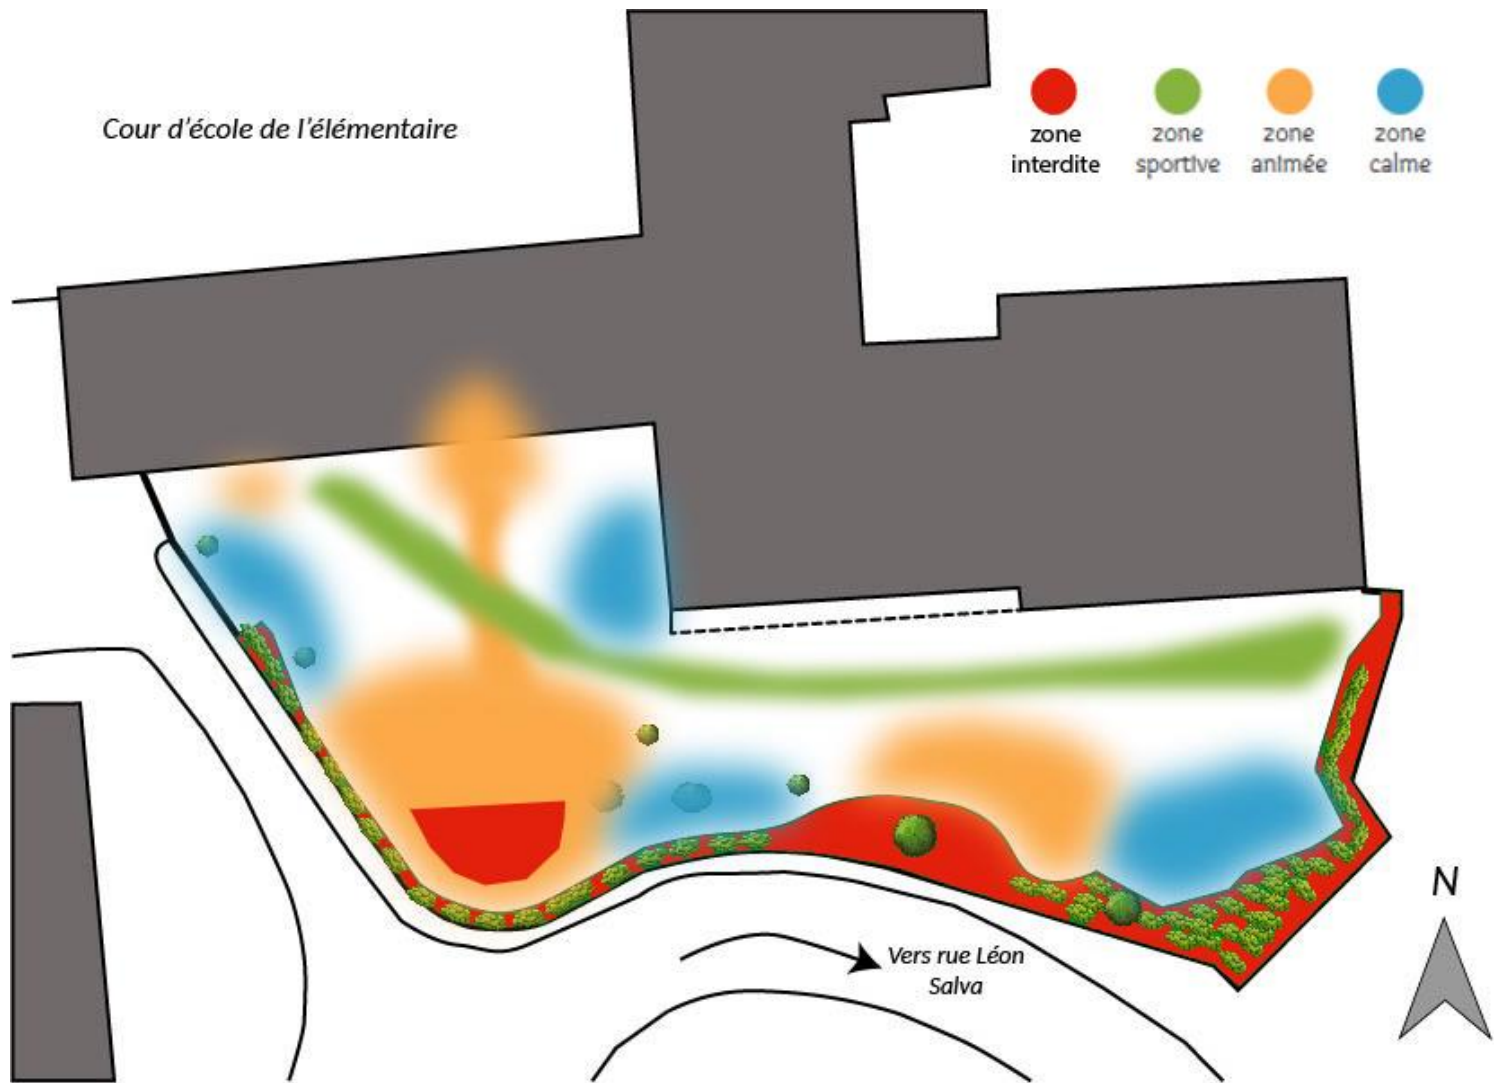 Cour d'école de l'élémentaire
zone interdite
zone sportive
zone animée
zone calme
N
Vers rue Léon
Salva